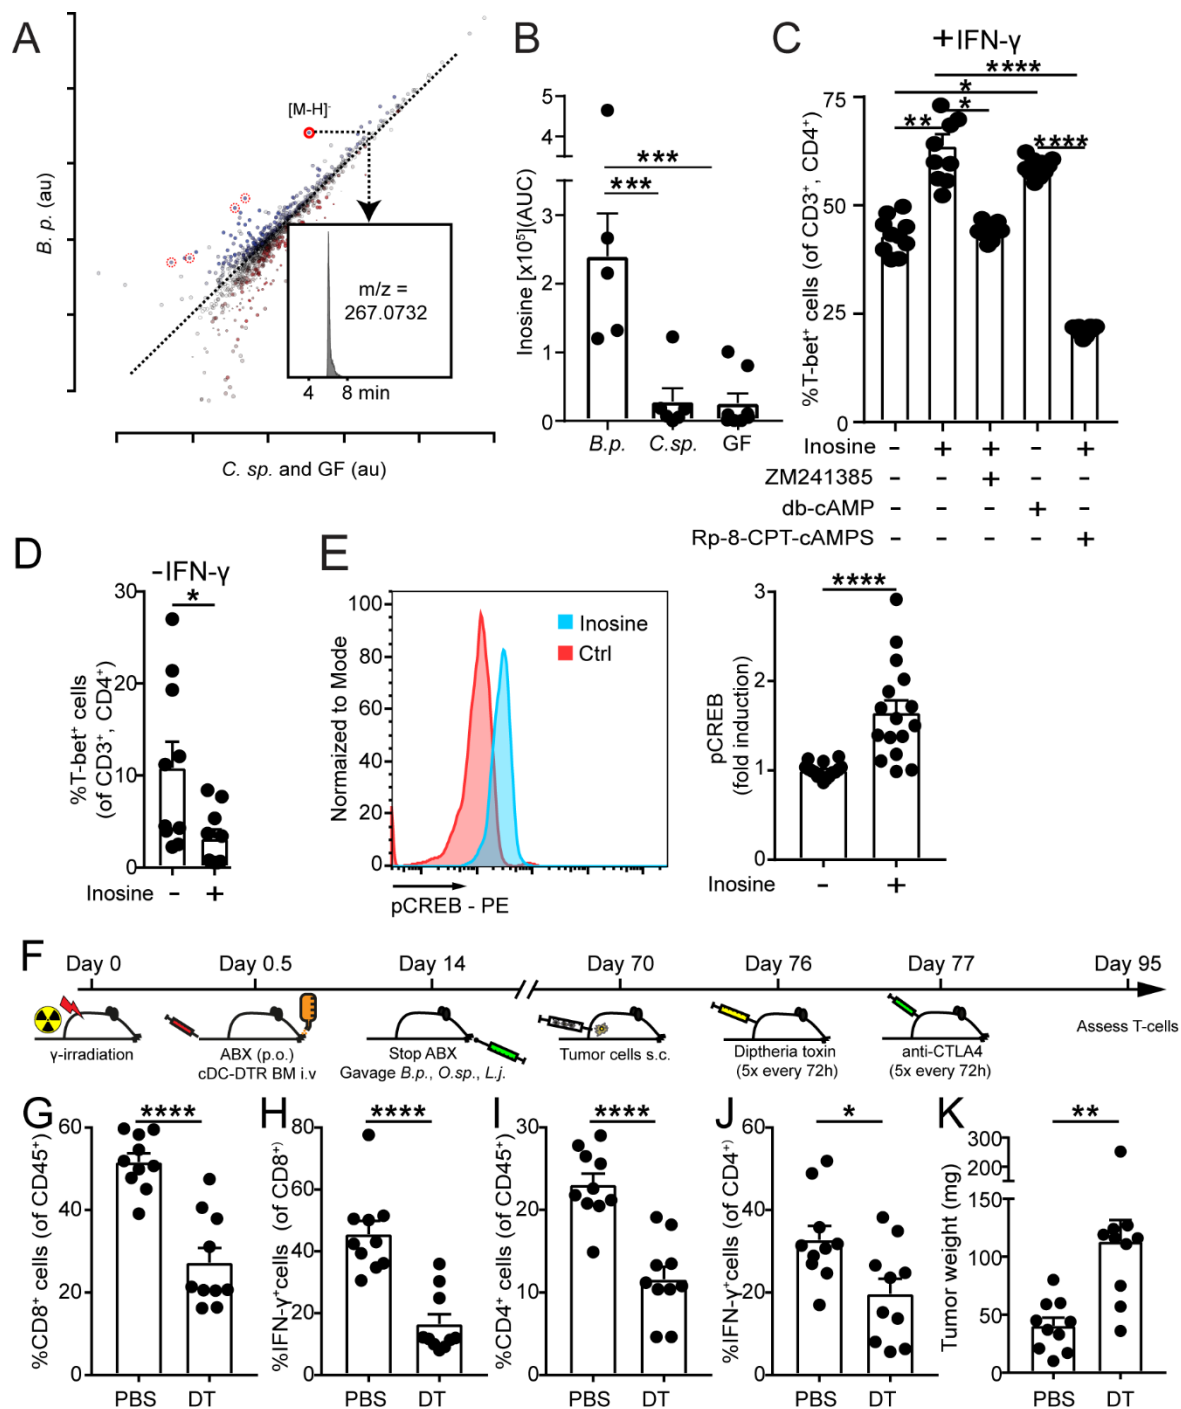 A
B. p. (au)
[M-H]-
m/z =
267.0732
4 8 min
C. sp. and GF (au)
B
Inosine [x10⁵](AUC)
5
4
3
2
1
0
***
***
B.p. C.sp. GF
C
+IFN-γ
%T-bet⁺ cells (of CD3⁺, CD4⁺)
75
50
25
0
****
*
** *
****
Inosine - + + - +
ZM241385 - - + - -
db-cAMP - - - + -
Rp-8-CPT-cAMPS - - - - +
D
-IFN-γ
*
%T-bet⁺ cells
(of CD3⁺, CD4⁺)
30
20
10
0
Inosine - +
E
Normaized to Mode
100
80
60
40
20
0
Inosine
Ctrl
pCREB - PE
pCREB
(fold induction)
3
2
1
0
****
Inosine - +
F
Day 0 Day 0.5 Day 14 Day 70 Day 76 Day 77 Day 95
γ-irradiation
ABX (p.o.)
cDC-DTR BM i.v
Stop ABX
Gavage B.p., O.sp., L.j.
Tumor cells s.c.
Diptheria toxin
(5x every 72h)
anti-CTLA4
(5x every 72h)
Assess T-cells
G
%CD8⁺ cells (of CD45⁺)
60
40
20
0
****
PBS DT
H
%IFN-γ⁺cells (of CD8⁺)
80
60
40
20
0
****
PBS DT
I
%CD4⁺ cells (of CD45⁺)
30
20
10
0
****
PBS DT
J
%IFN-γ⁺cells (of CD4⁺)
60
40
20
0
*
PBS DT
K
Tumor weight (mg)
300
200
150
100
50
0
**
PBS DT